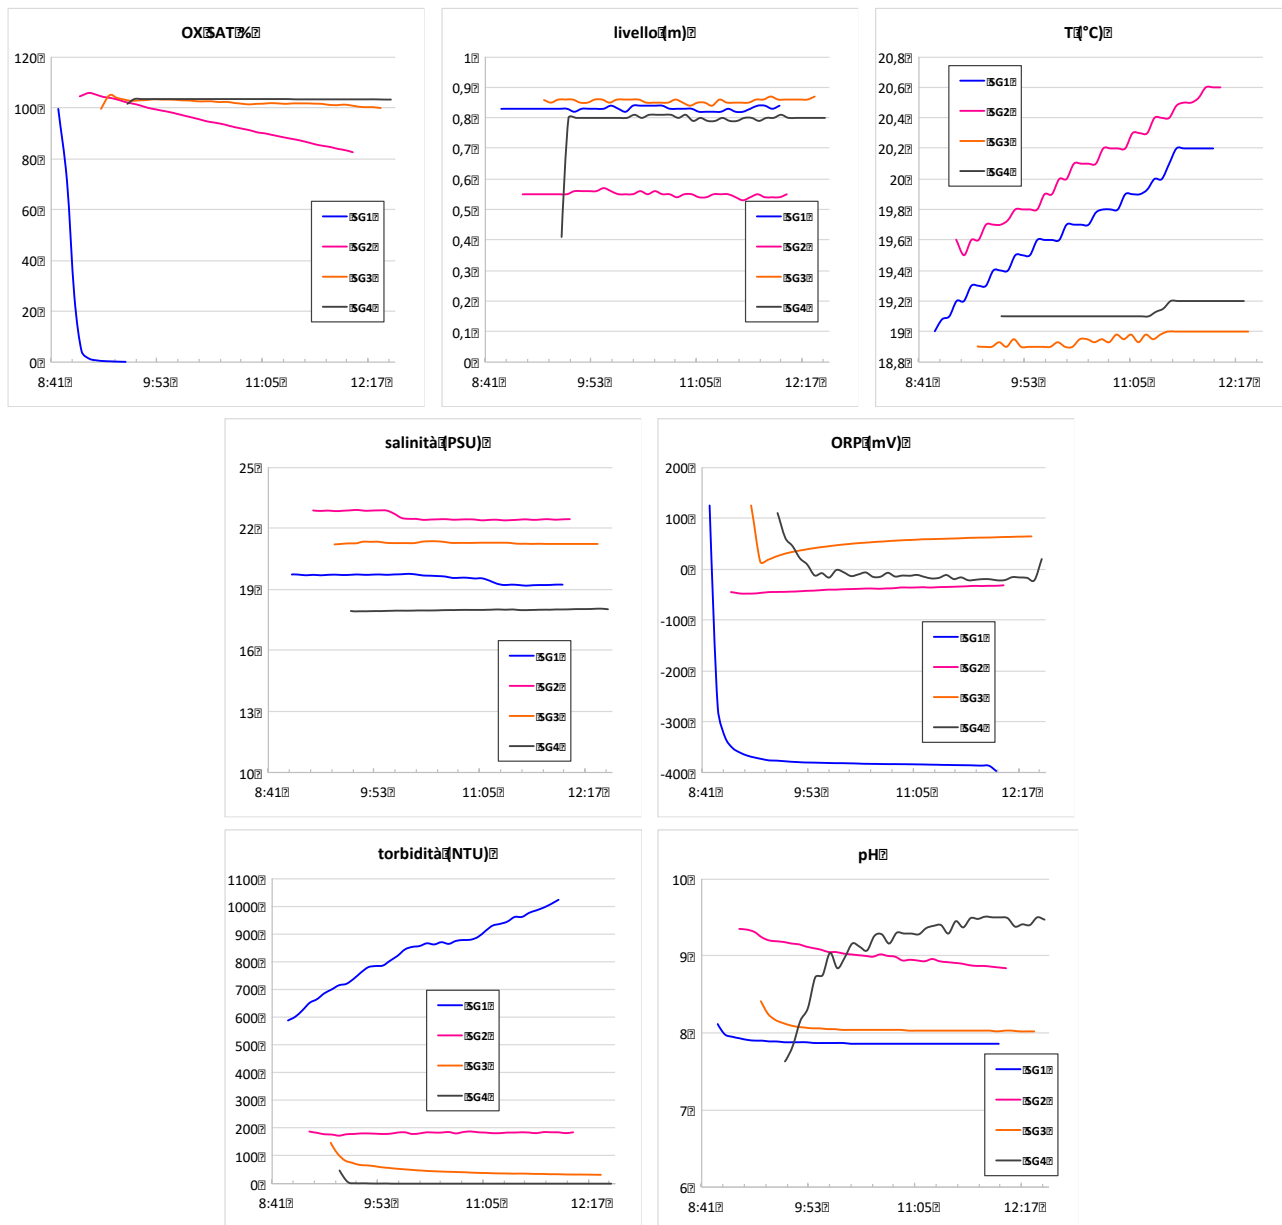 OX SAT %
120
100
80
60
40
20
0
8:41 9:53 11:05 12:17
SG1
SG2
SG3
SG4
livello (m)
1
0,9
0,8
0,7
0,6
0,5
0,4
0,3
0,2
0,1
0
8:41 9:53 11:05 12:17
SG1
SG2
SG3
SG4
T (°C)
20,8
20,6
20,4
20,2
20
19,8
19,6
19,4
19,2
19
18,8
8:41 9:53 11:05 12:17
SG1
SG2
SG3
SG4
salinità (PSU)
25
22
19
16
13
10
8:41 9:53 11:05 12:17
SG1
SG2
SG3
SG4
ORP (mV)
200
100
0
-100
-200
-300
-400
8:41 9:53 11:05 12:17
SG1
SG2
SG3
SG4
torbidità (NTU)
1100
1000
900
800
700
600
500
400
300
200
100
0
8:41 9:53 11:05 12:17
SG1
SG2
SG3
SG4
pH
10
9
8
7
6
8:41 9:53 11:05 12:17
SG1
SG2
SG3
SG4